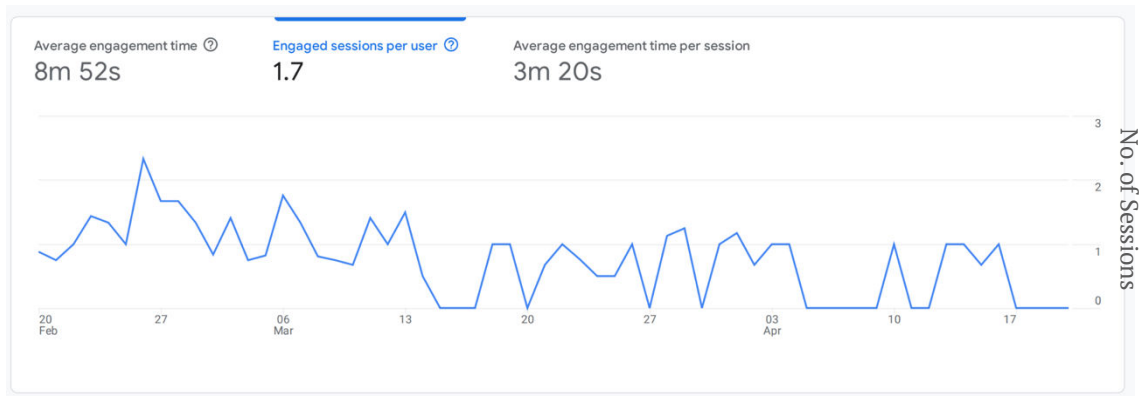 Average engagement time
8m 52s
Engaged sessions per user
1.7
Average engagement time per session
3m 20s
3
2
1
0
No. of Sessions
20
Feb
27
06
Mar
13
20
27
03
Apr
10
17